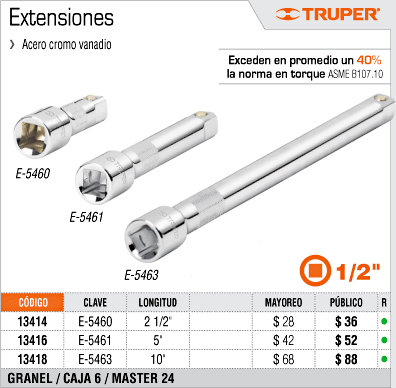 Extensiones
TRUPER®
❯ Acero cromo vanadio
Exceden en promedio un 40%
la norma en torque ASME B107.10
E-5460
E-5461
E-5463
1/2"
CÓDIGO CLAVE LONGITUD MAYOREO PÚBLICO R
13414 E-5460 2 1/2" $ 28 $ 36 ●
13416 E-5461 5' $ 42 $ 52 ●
13418 E-5463 10' $ 68 $ 88 ●
GRANEL / CAJA 6 / MASTER 24